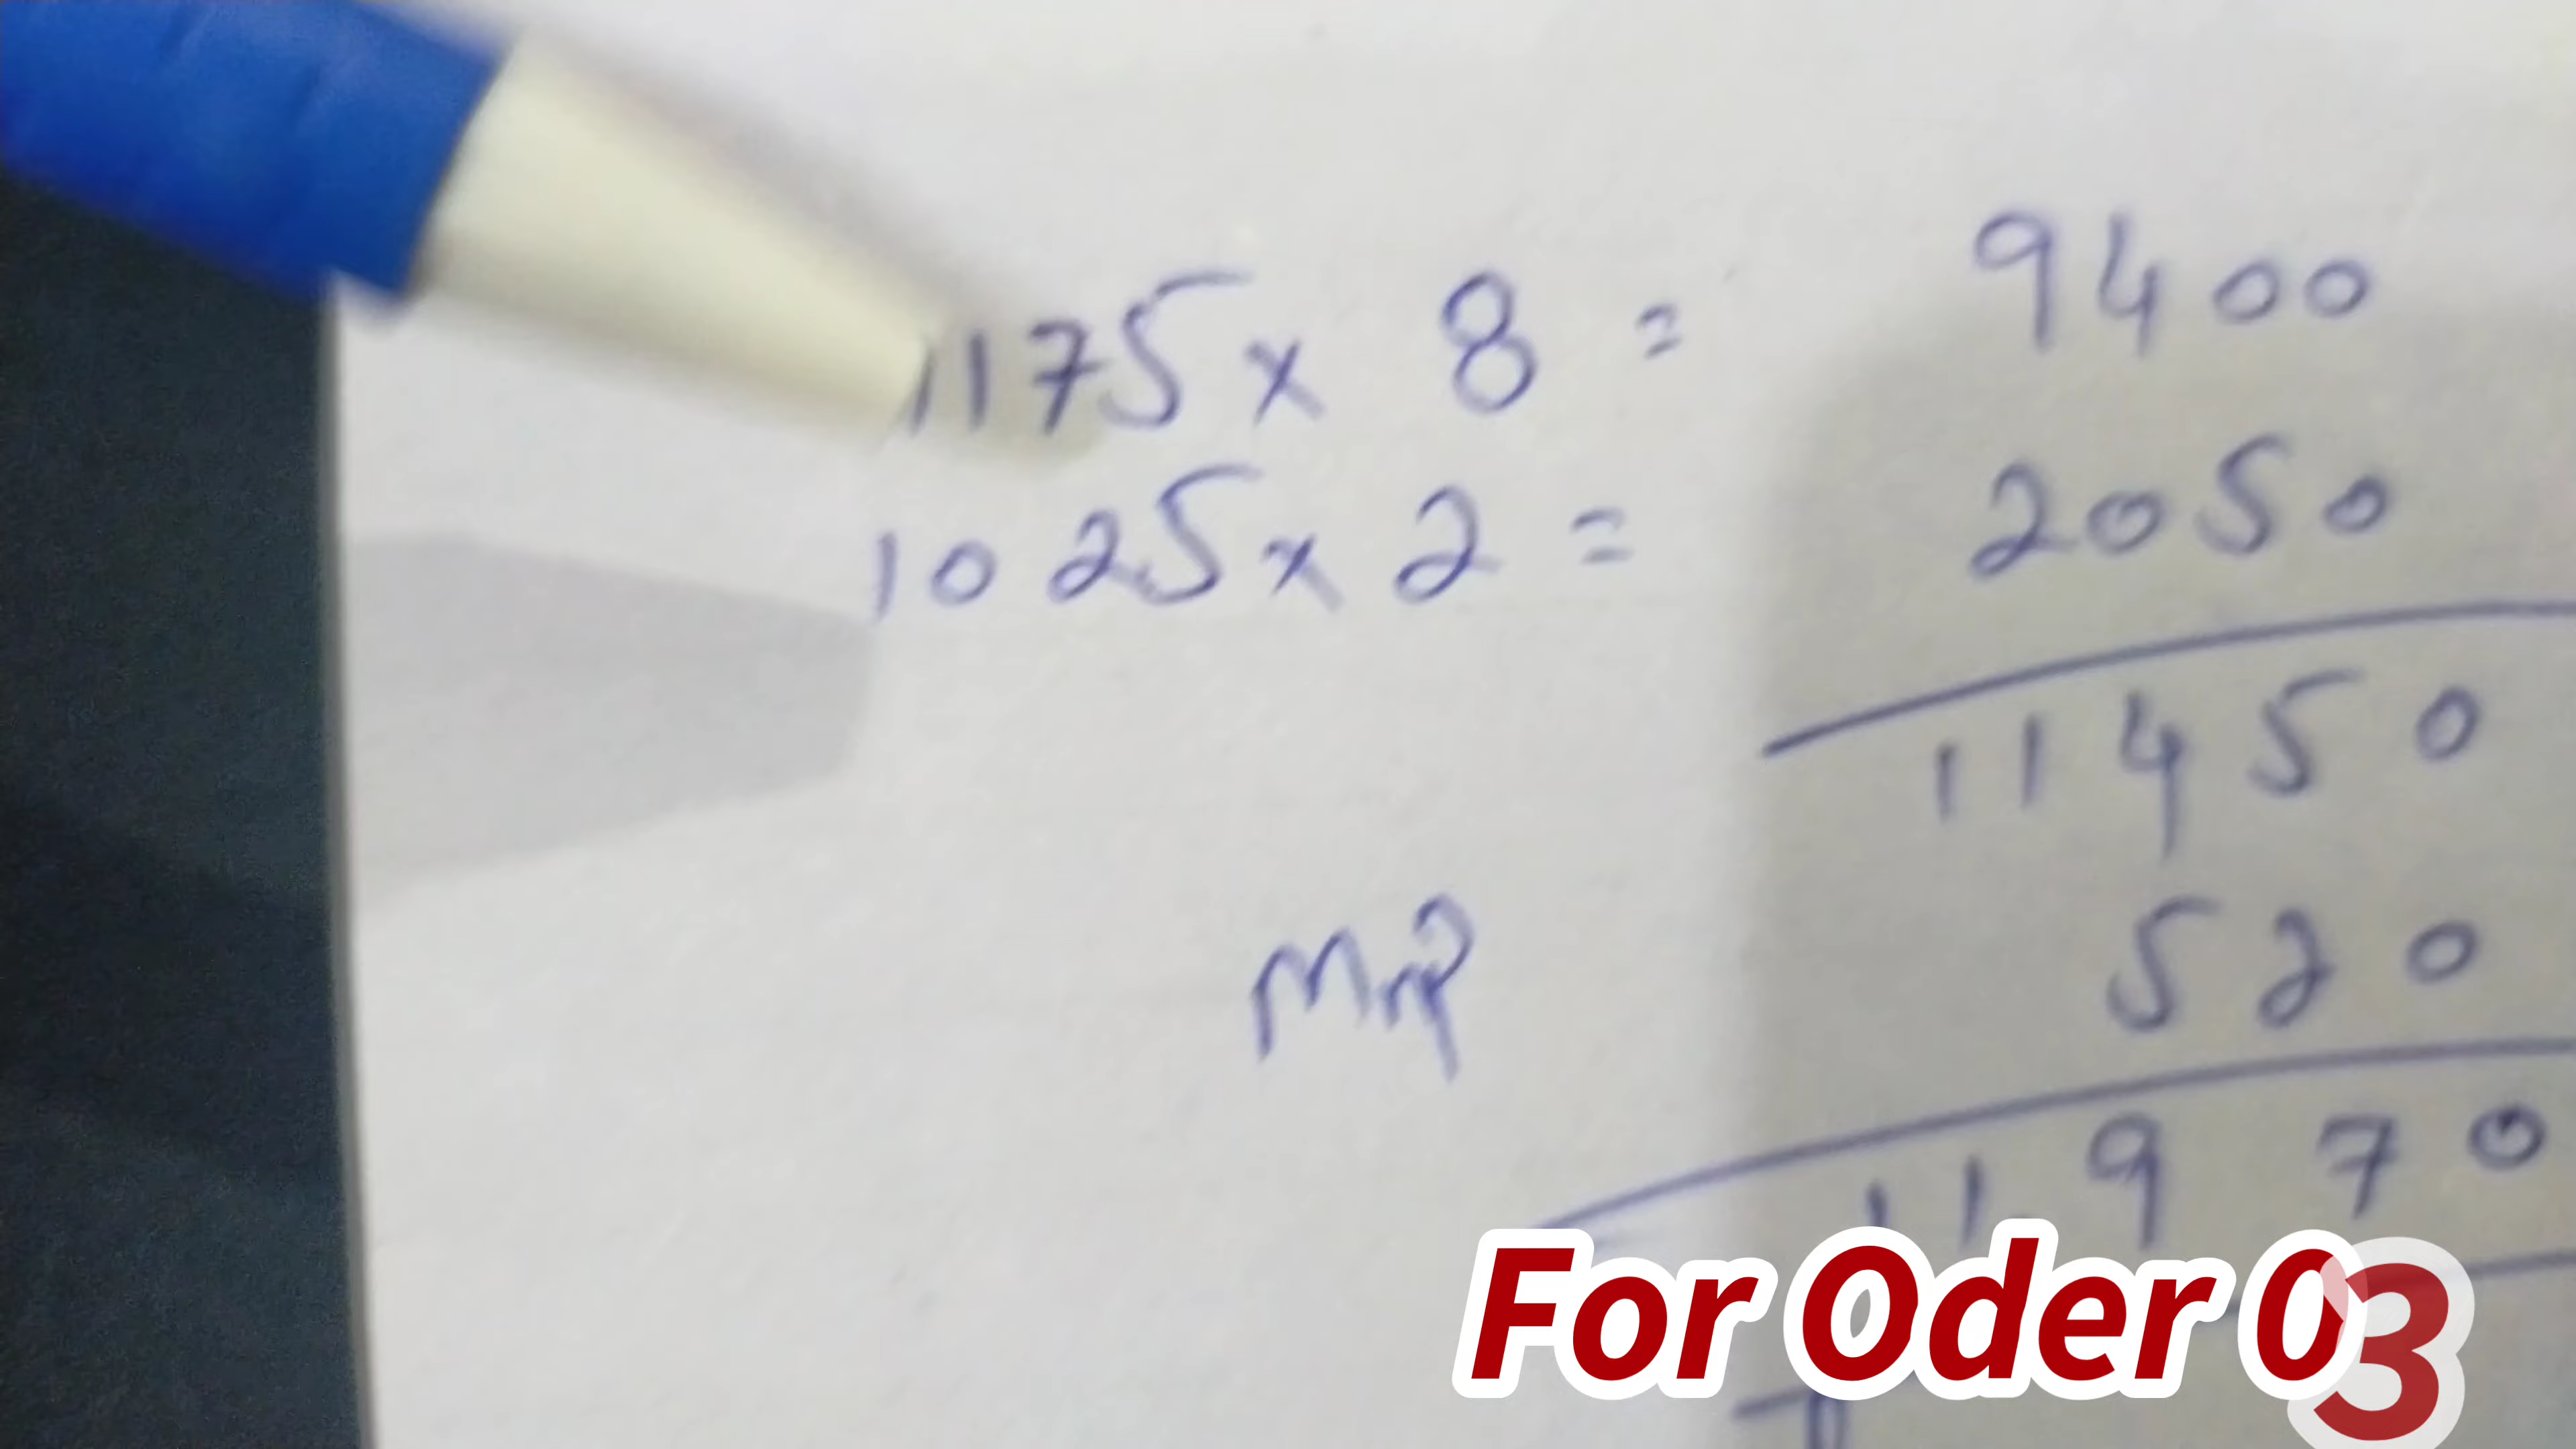 1175 x 8 = 9400
1025 x 2 = 2050
11450
Mrp 520
11970
For Oder 03